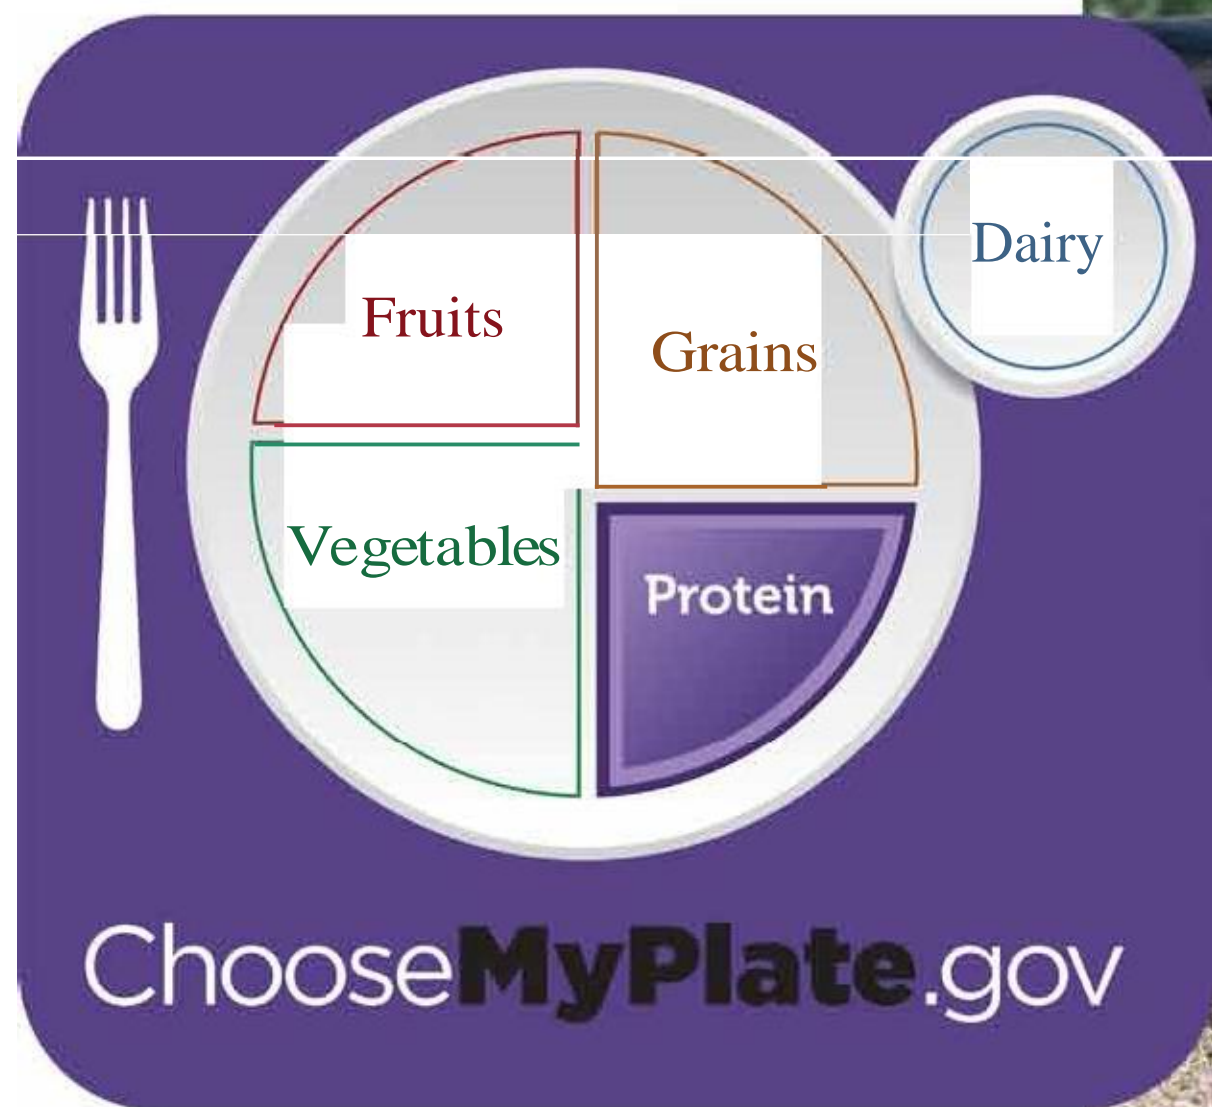 Dairy
Fruits
Grains
Vegetables
Protein
ChooseMyPlate.gov